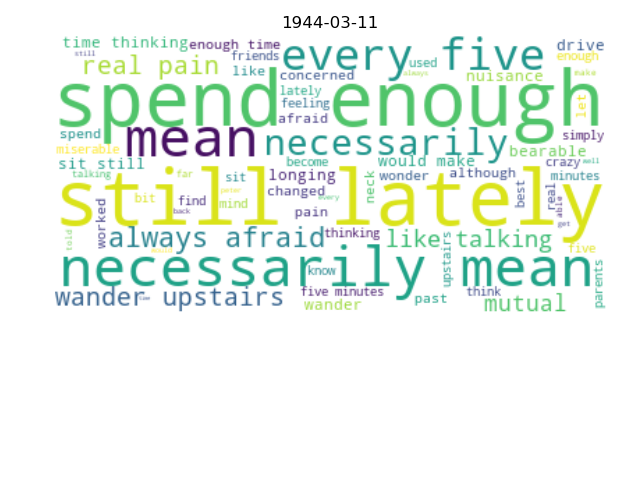 1944-03-11
time thinking enough time every five drive
still friends used enough
real pain like concerned always nuisance make
spend enough lately let
feeling
afraid
spend mean necessarily simply
miserable bearable
sit still become would make crazy well
talking far sit longing wonder although minutes
still lately
bit find mind changed peter pain neck every best real able
worked back get
told always afraid thinking like talking five
upstairs
necessarily mean know parents
wander upstairs five minutes past think mutual
wander